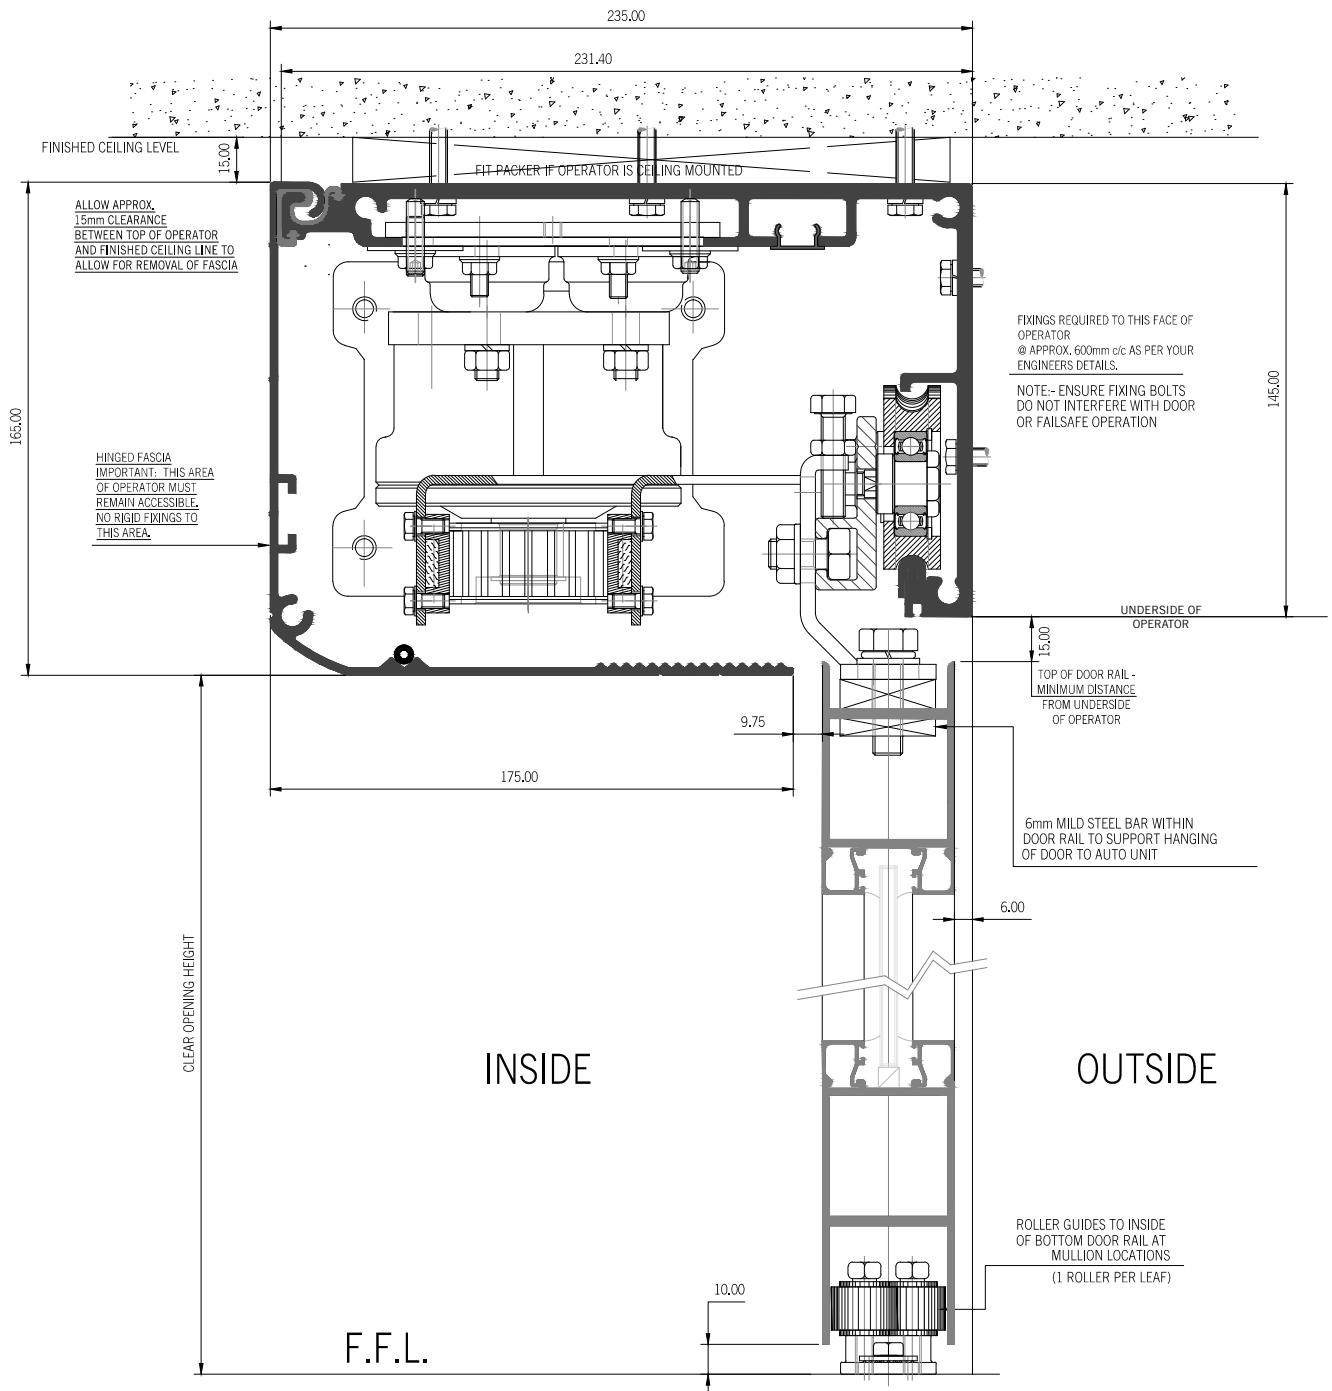 235.00
231.40
FINISHED CEILING LEVEL
15.00
FIT PACKER IF OPERATOR IS CEILING MOUNTED
ALLOW APPROX.
15mm CLEARANCE
BETWEEN TOP OF OPERATOR
AND FINISHED CEILING LINE TO
ALLOW FOR REMOVAL OF FASCIA
FIXINGS REQUIRED TO THIS FACE OF
OPERATOR
@ APPROX. 600mm c/c AS PER YOUR
ENGINEERS DETAILS.
NOTE:- ENSURE FIXING BOLTS
DO NOT INTERFERE WITH DOOR
OR FAILSAFE OPERATION
145.00
165.00
HINGED FASCIA
IMPORTANT: THIS AREA
OF OPERATOR MUST
REMAIN ACCESSIBLE.
NO RIGID FIXINGS TO
THIS AREA.
UNDERSIDE OF
OPERATOR
15.00
TOP OF DOOR RAIL -
MINIMUM DISTANCE
FROM UNDERSIDE
OF OPERATOR
9.75
175.00
6mm MILD STEEL BAR WITHIN
DOOR RAIL TO SUPPORT HANGING
OF DOOR TO AUTO UNIT
6.00
CLEAR OPENING HEIGHT
INSIDE
OUTSIDE
ROLLER GUIDES TO INSIDE
OF BOTTOM DOOR RAIL AT
MULLION LOCATIONS
(1 ROLLER PER LEAF)
10.00
F.F.L.